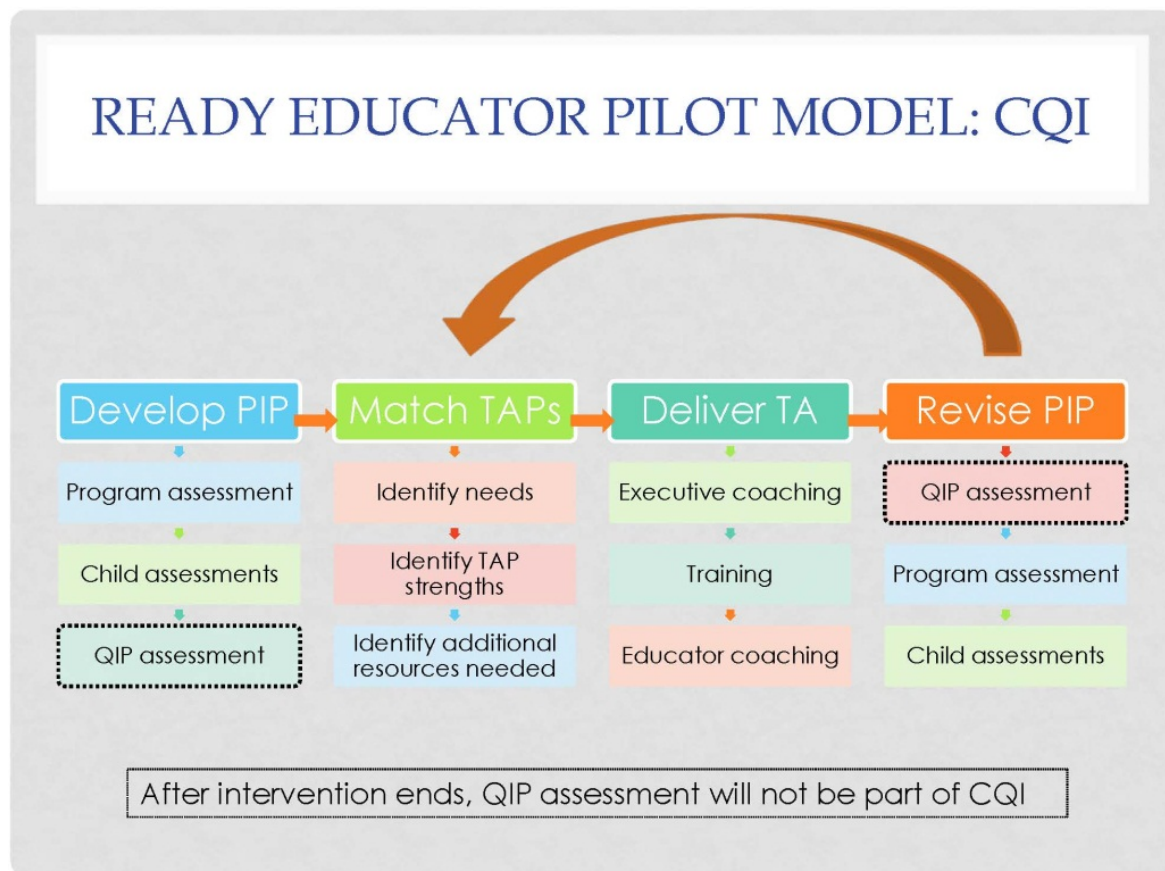 READY EDUCATOR PILOT MODEL: CQI
Develop PIP
Program assessment
Child assessments
QIP assessment
Match TAPs
Identify needs
Identify TAP
strengths
Identify additional
resources needed
Deliver TA
Executive coaching
Training
Educator coaching
Revise PIP
QIP assessment
Program assessment
Child assessments
After intervention ends, QIP assessment will not be part of CQI